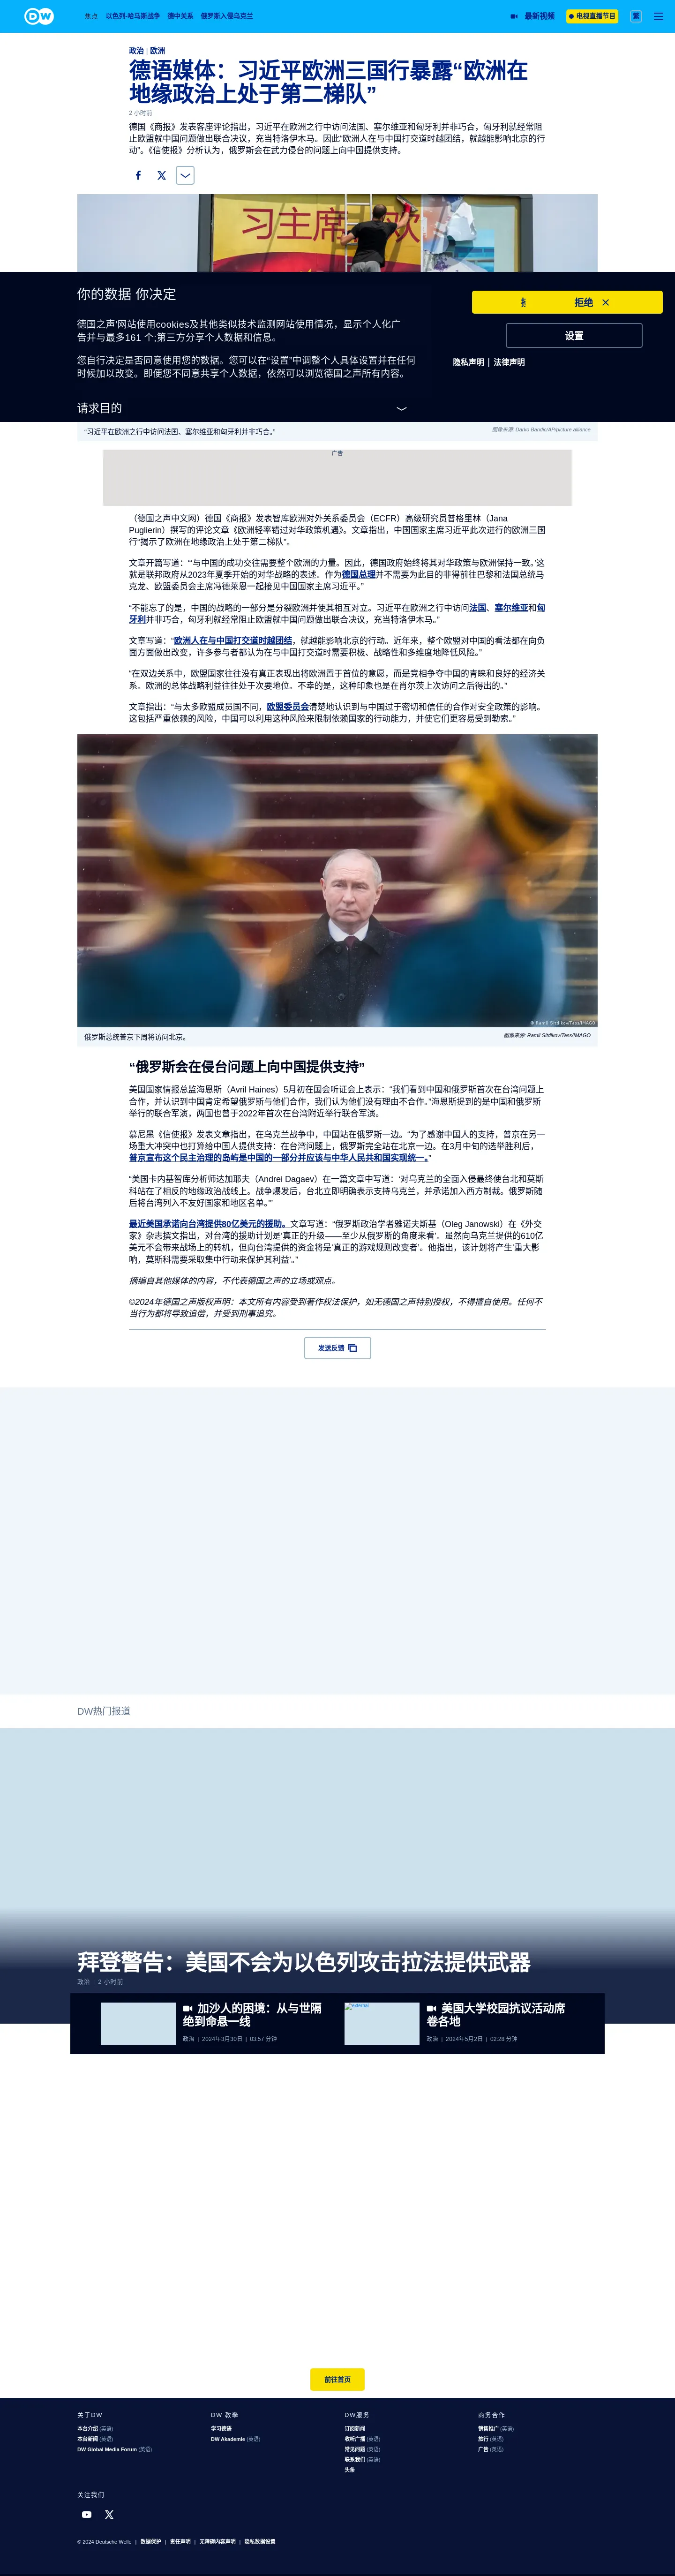 DW
焦点 以色列-哈马斯战争 德中关系 俄罗斯入侵乌克兰 最新视频 电视直播节目 繁
政治 | 欧洲
德语媒体：习近平欧洲三国行暴露“欧洲在
地缘政治上处于第二梯队”
2 小时前
德国《商报》发表客座评论指出，习近平在欧洲之行中访问法国、塞尔维亚和匈牙利并非巧合，匈牙利就经常阻
止欧盟就中国问题做出联合决议，充当特洛伊木马。因此“欧洲人在与中国打交道时越团结，就越能影响北京的行
动”。《信使报》分析认为，俄罗斯会在武力侵台的问题上向中国提供支持。
习主席
你的数据 你决定
德国之声‘网站使用cookies及其他类似技术监测网站使用情况，显示个人化广
告并与最多161 个;第三方分享个人数据和信息。
您自行决定是否同意使用您的数据。您可以在“设置”中调整个人具体设置并在任何
时候加以改变。即便您不同意共享个人数据，依然可以浏览德国之声所有内容。
请求目的
拒绝
设置
隐私声明 | 法律声明
“习近平在欧洲之行中访问法国、塞尔维亚和匈牙利并非巧合。”
图像来源: Darko Bandic/AP/picture alliance
广告
（德国之声中文网）德国《商报》发表智库欧洲对外关系委员会（ECFR）高级研究员普格里林（Jana
Puglierin）撰写的评论文章《欧洲轻率错过对华政策机遇》。文章指出，中国国家主席习近平此次进行的欧洲三国
行“揭示了欧洲在地缘政治上处于第二梯队”。
文章开篇写道：“‘与中国的成功交往需要整个欧洲的力量。因此，德国政府始终将其对华政策与欧洲保持一致。’这
就是联邦政府从2023年夏季开始的对华战略的表述。作为德国总理并不需要为此目的非得前往巴黎和法国总统马
克龙、欧盟委员会主席冯德莱恩一起接见中国国家主席习近平。”
“不能忘了的是，中国的战略的一部分是分裂欧洲并使其相互对立。习近平在欧洲之行中访问法国、塞尔维亚和匈
牙利并非巧合，匈牙利就经常阻止欧盟就中国问题做出联合决议，充当特洛伊木马。”
文章写道：“欧洲人在与中国打交道时越团结，就越能影响北京的行动。近年来，整个欧盟对中国的看法都在向负
面方面做出改变，许多参与者都认为在与中国打交道时需要积极、战略性和多维度地降低风险。”
“在双边关系中，欧盟国家往往没有真正表现出将欧洲置于首位的意愿，而是竞相争夺中国的青睐和良好的经济关
系。欧洲的总体战略利益往往处于次要地位。不幸的是，这种印象也是在肖尔茨上次访问之后得出的。”
文章指出：“与太多欧盟成员国不同，欧盟委员会清楚地认识到与中国过于密切和信任的合作对安全政策的影响。
这包括严重依赖的风险，中国可以利用这种风险来限制依赖国家的行动能力，并使它们更容易受到勒索。”
© Ramil Sitdikov/Tass/IMAGO
俄罗斯总统普京下周将访问北京。
图像来源: Ramil Sitdikov/Tass/IMAGO
“俄罗斯会在侵台问题上向中国提供支持”
美国国家情报总监海恩斯（Avril Haines）5月初在国会听证会上表示：“我们看到中国和俄罗斯首次在台湾问题上
合作，并认识到中国肯定希望俄罗斯与他们合作，我们认为他们没有理由不合作。”海恩斯提到的是中国和俄罗斯
举行的联合军演，两国也曾于2022年首次在台湾附近举行联合军演。
慕尼黑《信使报》发表文章指出，在乌克兰战争中，中国站在俄罗斯一边。“为了感谢中国人的支持，普京在另一
场重大冲突中也打算给中国人提供支持：在台湾问题上，俄罗斯完全站在北京一边。在3月中旬的选举胜利后，
普京宣布这个民主治理的岛屿是中国的一部分并应该与中华人民共和国实现统一。”
“美国卡内基智库分析师达加耶夫（Andrei Dagaev）在一篇文章中写道：‘对乌克兰的全面入侵最终使台北和莫斯
科站在了相反的地缘政治战线上。战争爆发后，台北立即明确表示支持乌克兰，并承诺加入西方制裁。俄罗斯随
后将台湾列入不友好国家和地区名单。’”
最近美国承诺向台湾提供80亿美元的援助。文章写道：“俄罗斯政治学者雅诺夫斯基（Oleg Janowski）在《外交
家》杂志撰文指出，对台湾的援助计划是‘真正的升级——至少从俄罗斯的角度来看’。虽然向乌克兰提供的610亿
美元不会带来战场上的转机，但向台湾提供的资金将是‘真正的游戏规则改变者’。他指出，该计划将产生‘重大影
响，莫斯科需要采取集中行动来保护其利益’。”
摘编自其他媒体的内容，不代表德国之声的立场或观点。
©2024年德国之声版权声明：本文所有内容受到著作权法保护，如无德国之声特别授权，不得擅自使用。任何不
当行为都将导致追偿，并受到刑事追究。
发送反馈
DW热门报道
拜登警告：美国不会为以色列攻击拉法提供武器
政治 | 2 小时前
加沙人的困境：从与世隔
绝到命悬一线
政治 | 2024年3月30日 | 03:57 分钟
external
美国大学校园抗议活动席
卷各地
政治 | 2024年5月2日 | 02:28 分钟
前往首页
关于DW
本台介绍 (英语)
本台新闻 (英语)
DW Global Media Forum (英语)
DW 教學
学习德语
DW Akademie (英语)
DW服务
订阅新闻
收听广播 (英语)
常见问题 (英语)
联系我们 (英语)
头条
商务合作
销售推广 (英语)
旅行 (英语)
广告 (英语)
关注我们
© 2024 Deutsche Welle | 数据保护 | 责任声明 | 无障碍内容声明 | 隐私数据设置